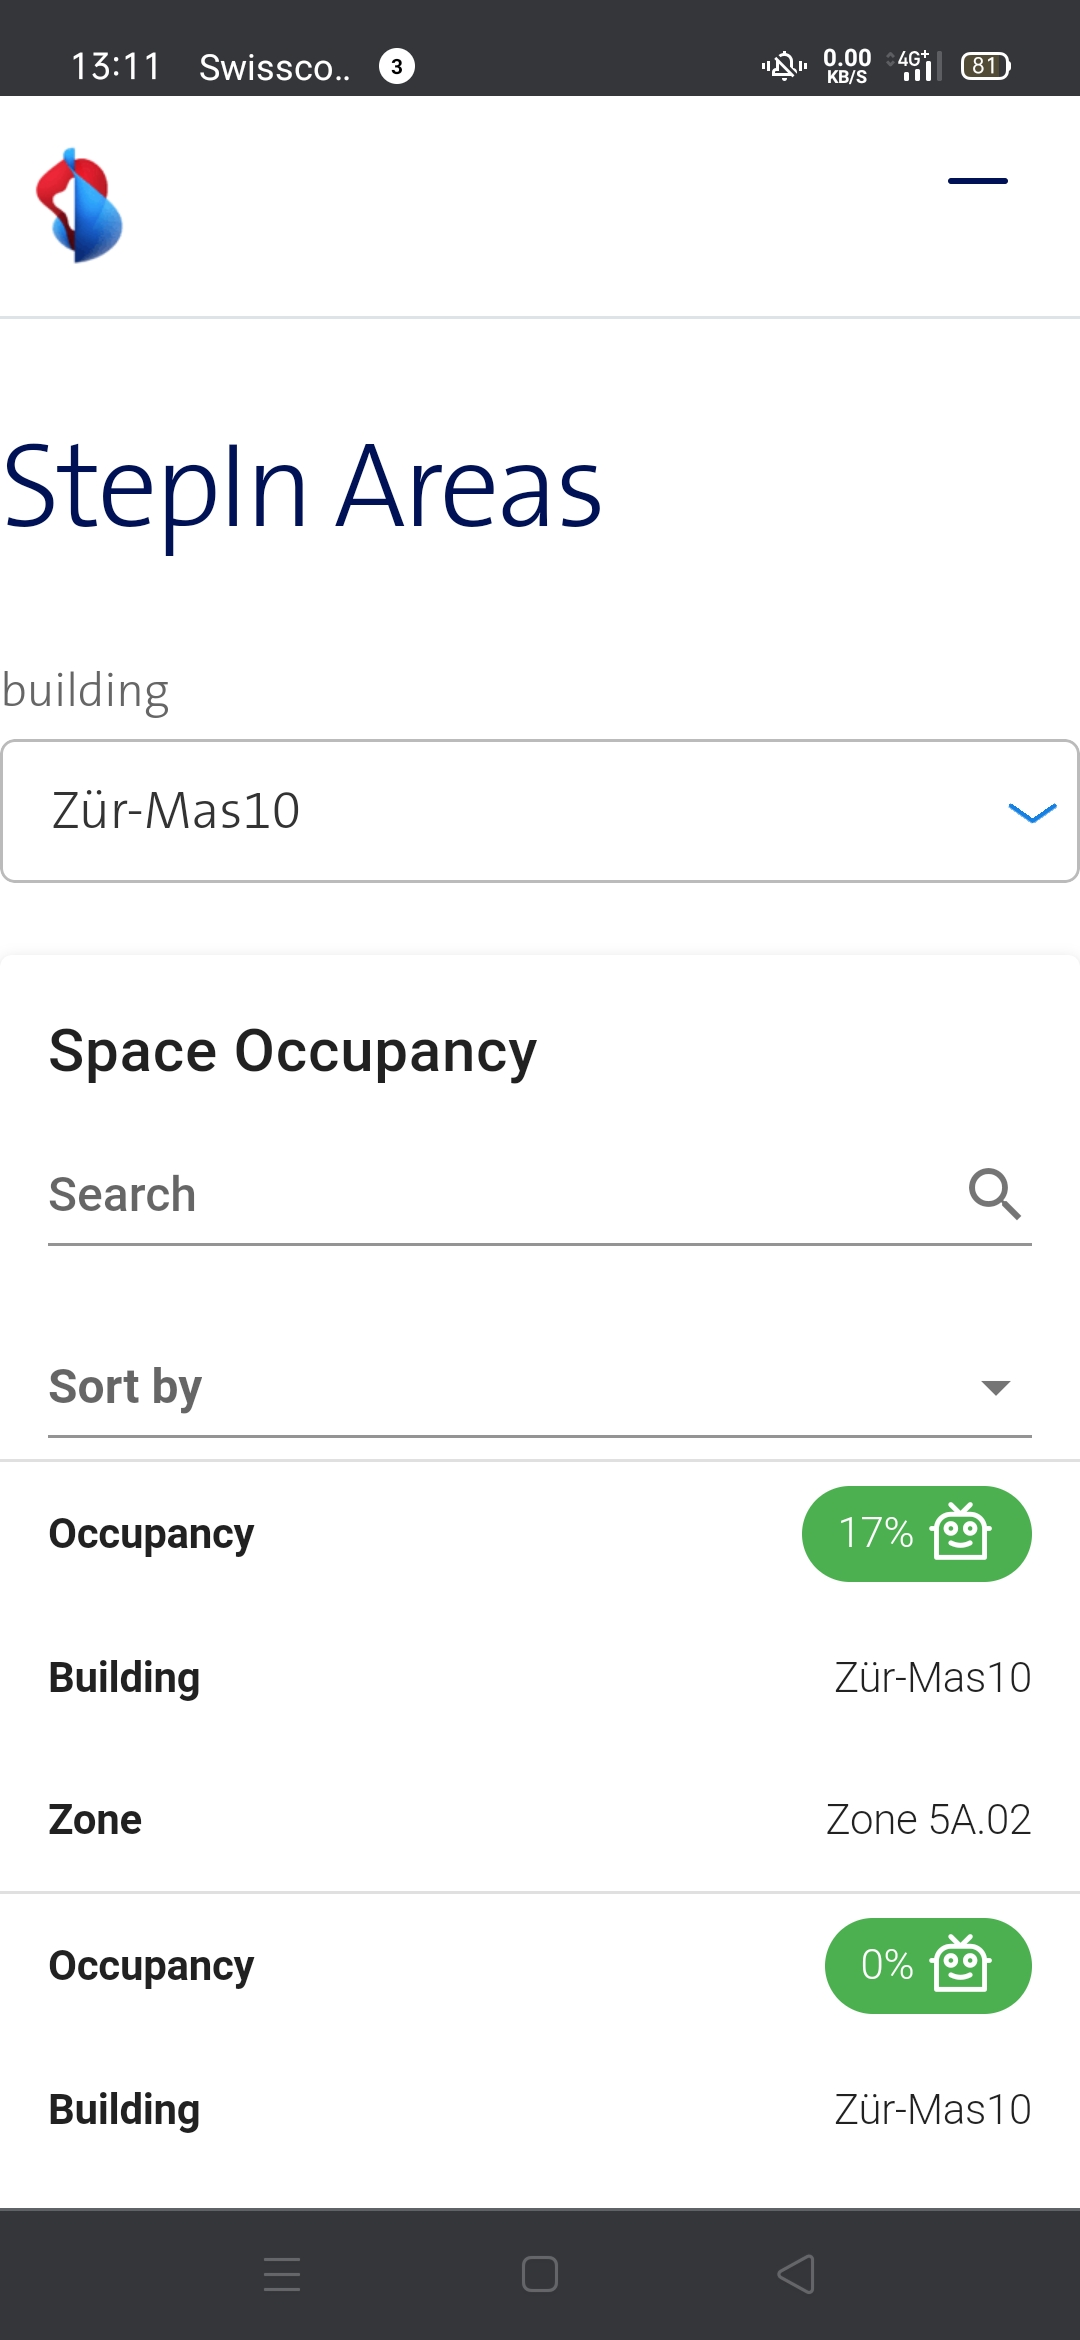 13:11 Swissco.. 3 0.00 KB/S 4G+ 81
StepIn Areas
building
Zür-Mas10
Space Occupancy
Search
Sort by
Occupancy 17%
Building Zür-Mas10
Zone Zone 5A.02
Occupancy 0%
Building Zür-Mas10